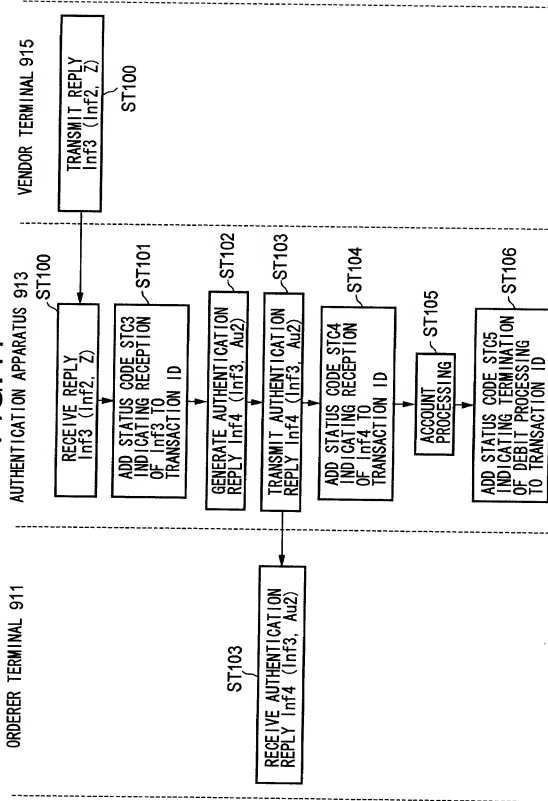 ORDERER TERMINAL 911
AUTHENTICATION APPARATUS 913
VENDOR TERMINAL 915
TRANSMIT REPLY
Inf3 (Inf2, Z)
ST100
ST100
RECEIVE REPLY
Inf3 (Inf2, Z)
ST101
ADD STATUS CODE STC3
INDICATING RECEPTION
OF Inf3 TO
TRANSACTION ID
ST102
GENERATE AUTHENTICATION
REPLY Inf4 (Inf3, Au2)
ST103
TRANSMIT AUTHENTICATION
REPLY Inf4 (Inf3, Au2)
ST103
RECEIVE AUTHENTICATION
REPLY Inf4 (Inf3, Au2)
ST104
ADD STATUS CODE STC4
INDICATING RECEPTION
OF Inf4 TO
TRANSACTION ID
ST105
ACCOUNT
PROCESSING
ST106
ADD STATUS CODE STC5
INDICATING TERMINATION
OF DEBIT PROCESSING
TO TRANSACTION ID